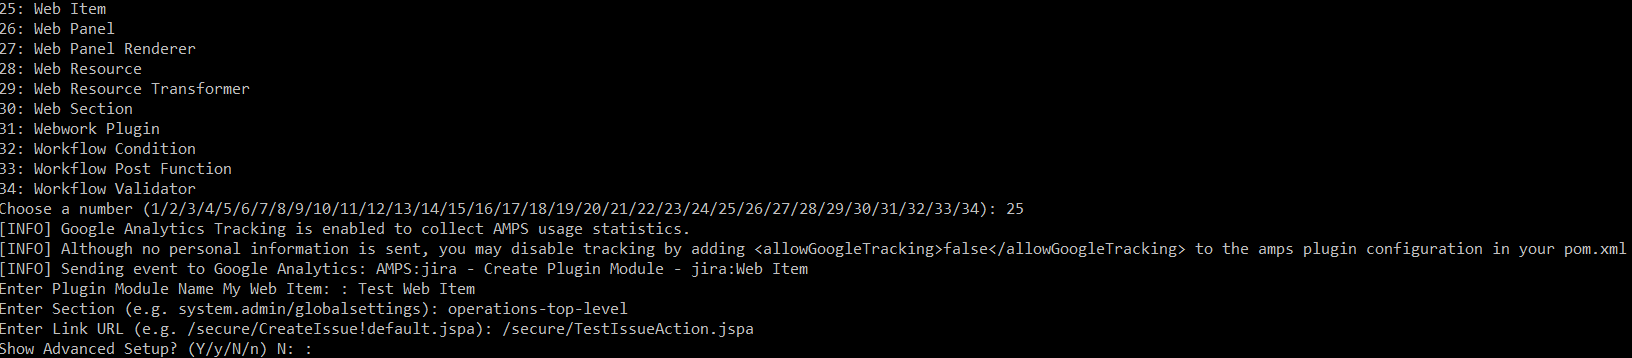 25: Web Item
26: Web Panel
27: Web Panel Renderer
28: Web Resource
29: Web Resource Transformer
30: Web Section
31: Webwork Plugin
32: Workflow Condition
33: Workflow Post Function
34: Workflow Validator
Choose a number (1/2/3/4/5/6/7/8/9/10/11/12/13/14/15/16/17/18/19/20/21/22/23/24/25/26/27/28/29/30/31/32/33/34): 25
[INFO] Google Analytics Tracking is enabled to collect AMPS usage statistics.
[INFO] Although no personal information is sent, you may disable tracking by adding <allowGoogleTracking>false</allowGoogleTracking> to the amps plugin configuration in your pom.xml
[INFO] Sending event to Google Analytics: AMPS:jira - Create Plugin Module - jira:Web Item
Enter Plugin Module Name My Web Item: : Test Web Item
Enter Section (e.g. system.admin/globalsettings): operations-top-level
Enter Link URL (e.g. /secure/CreateIssue!default.jspa): /secure/TestIssueAction.jspa
Show Advanced Setup? (Y/y/N/n) N: :